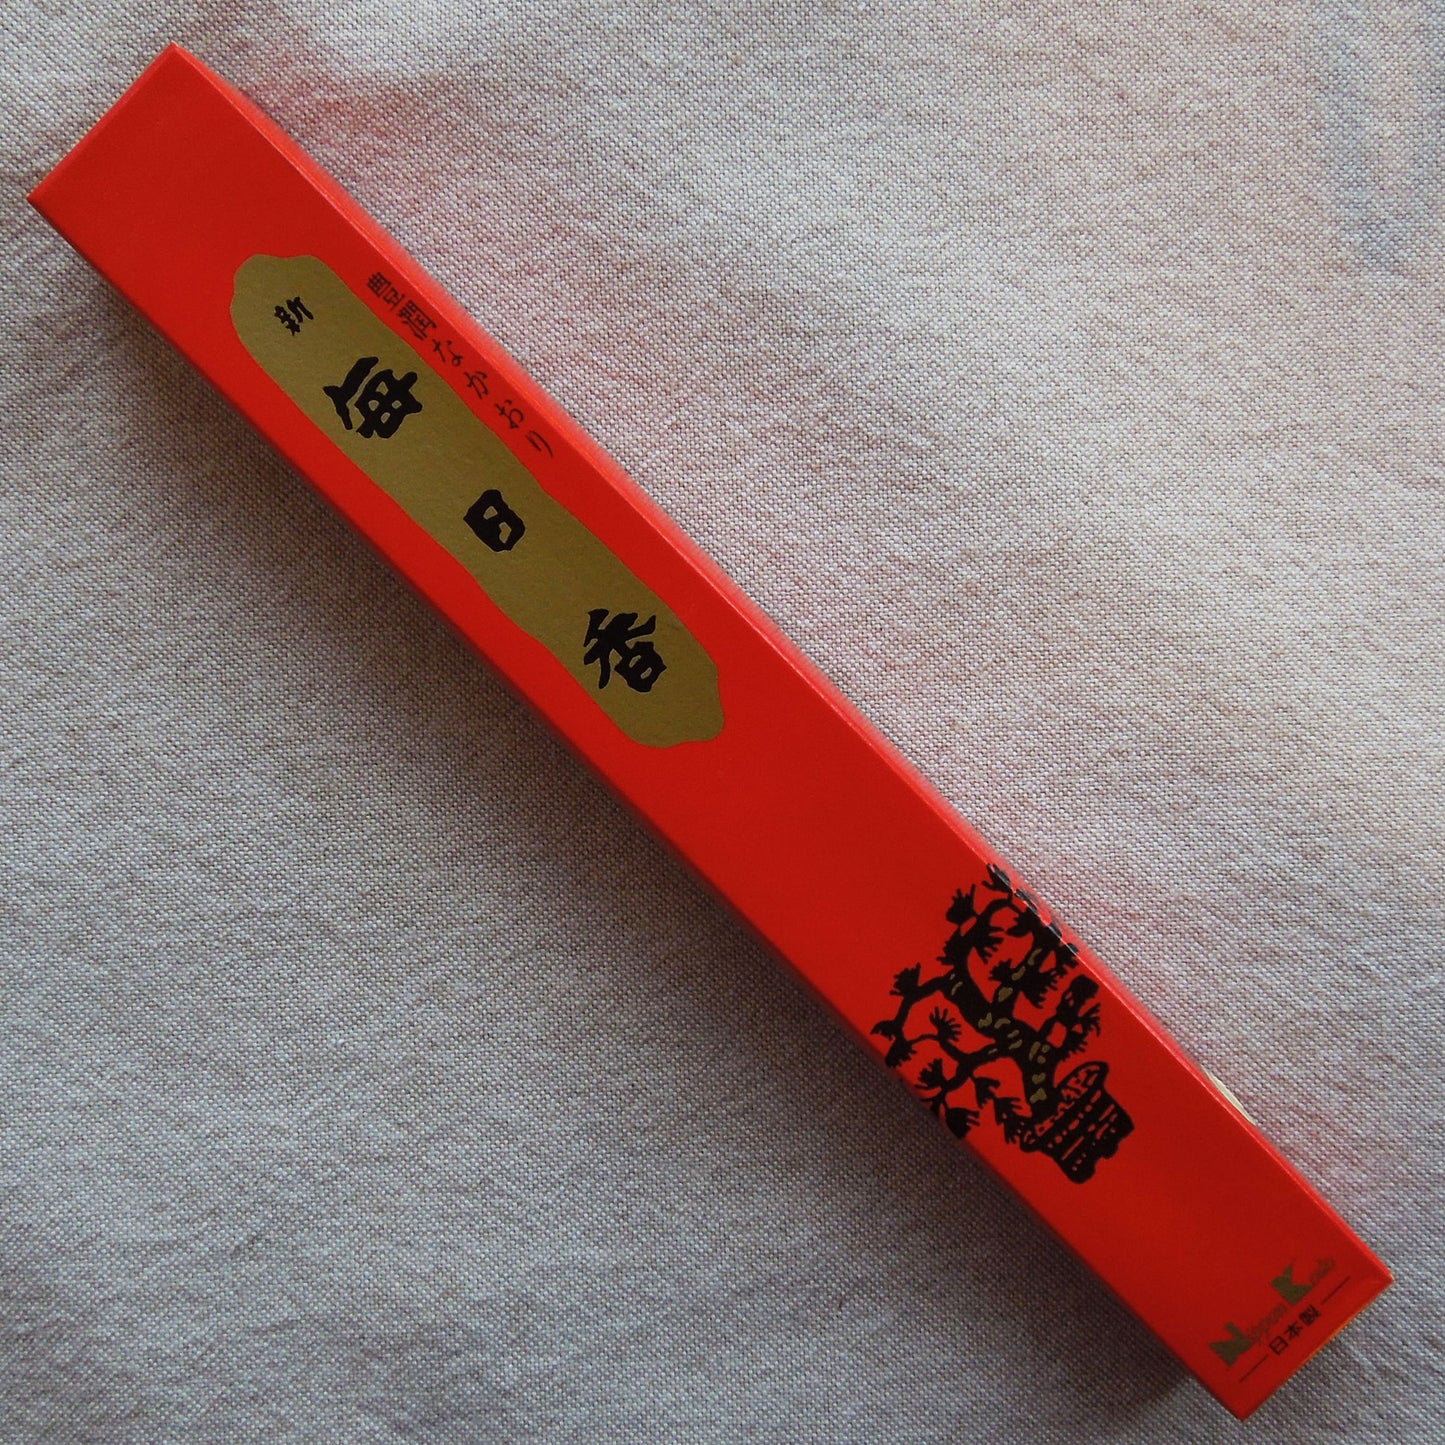 新
毎日香
豊潤なかおり
Nippon Kodo
日本製